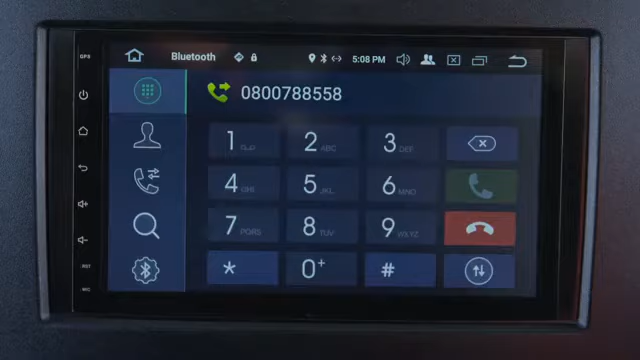 GPS
Bluetooth
5:08 PM
0800788558
1
2 ABC
3 DEF
4 GHI
5 JKL
6 MNO
7 PQRS
8 TUV
9 WXYZ
*
0+
#
RST
MIC